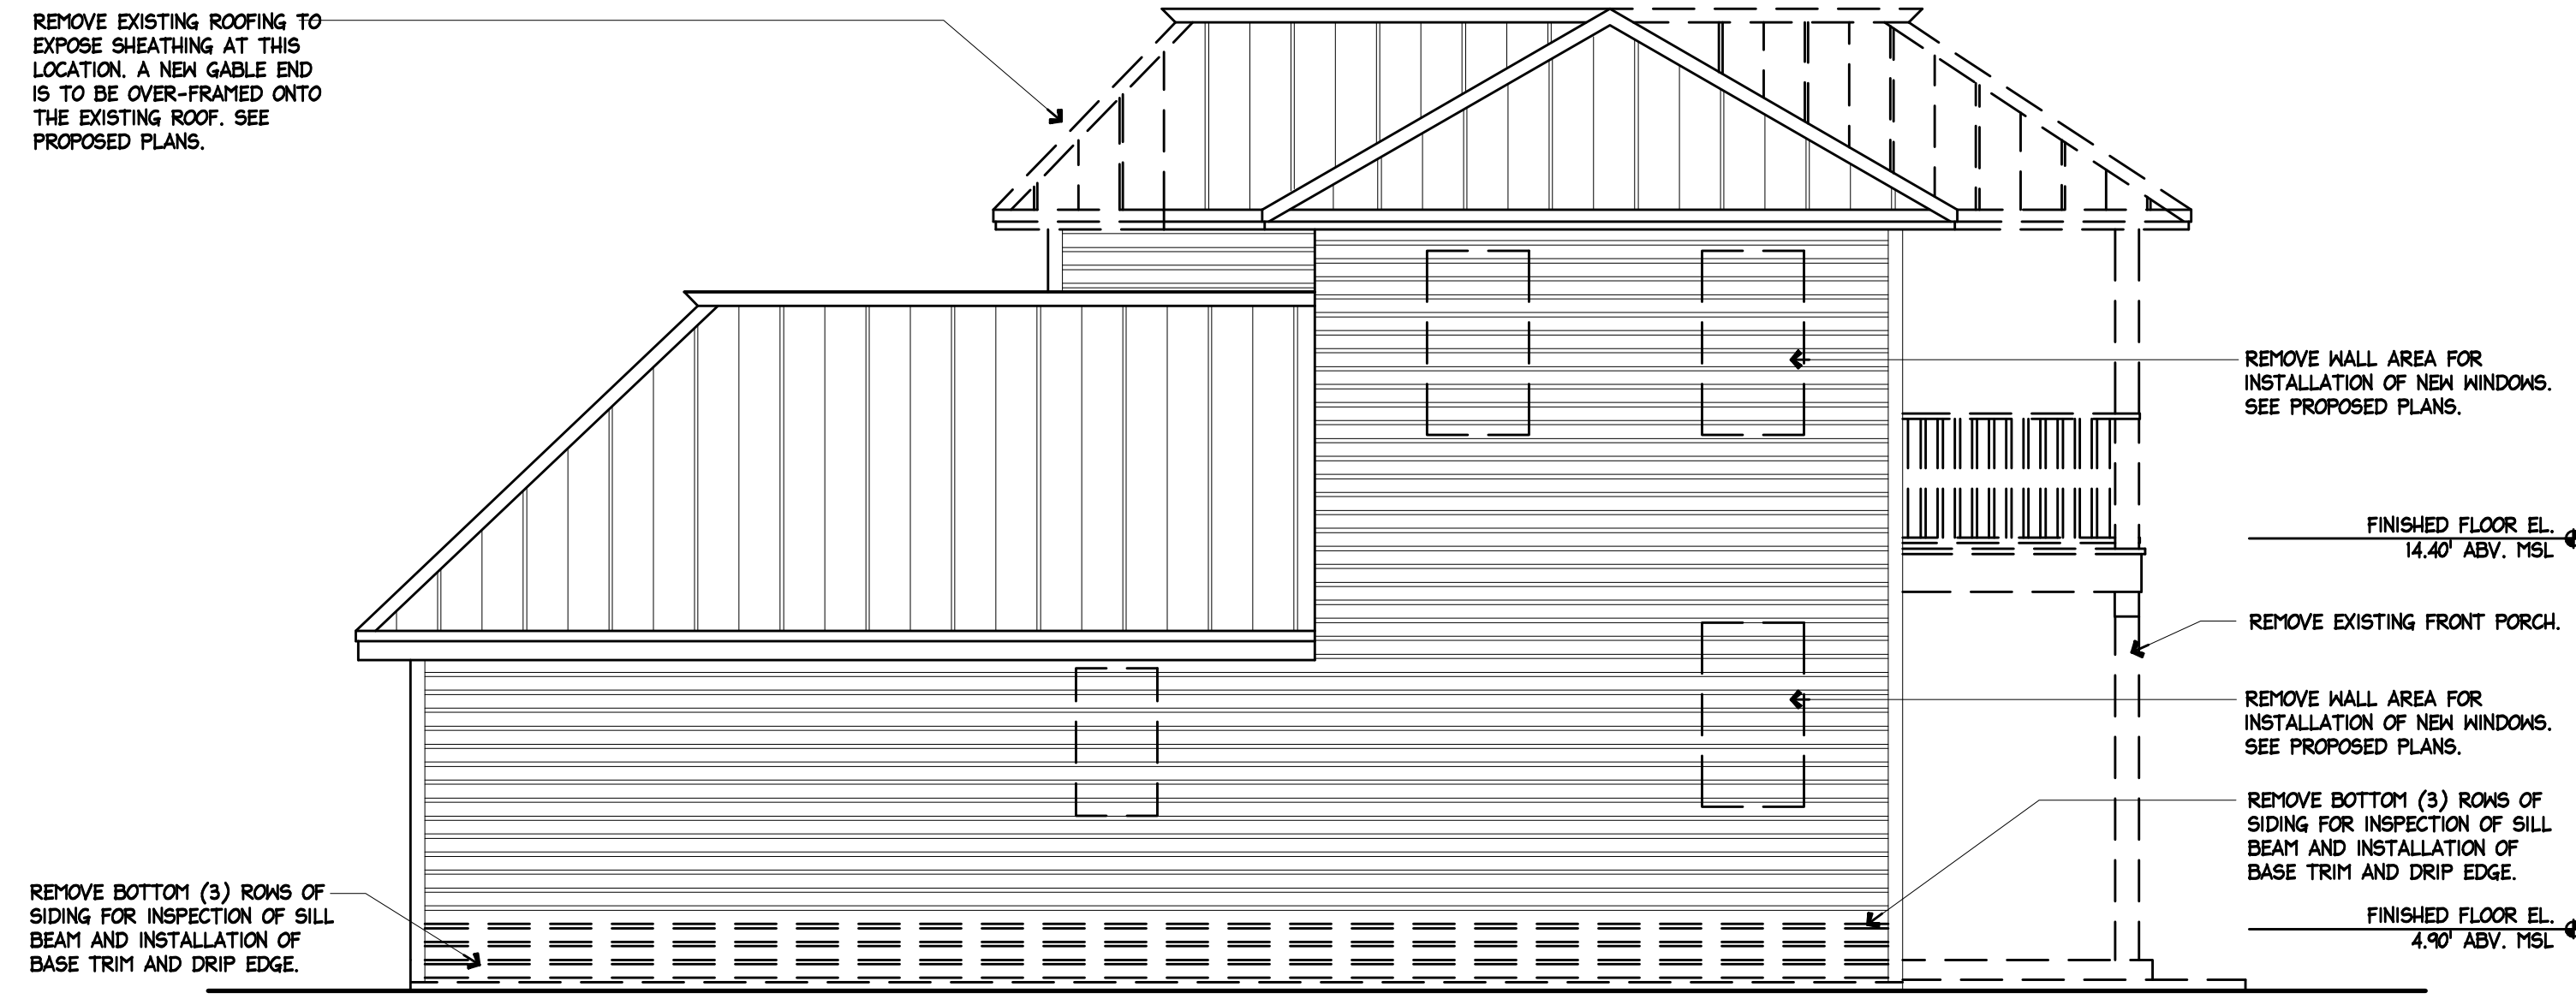 REMOVE EXISTING ROOFING TO
EXPOSE SHEATHING AT THIS
LOCATION. A NEW GABLE END
IS TO BE OVER-FRAMED ONTO
THE EXISTING ROOF. SEE
PROPOSED PLANS.
REMOVE WALL AREA FOR
INSTALLATION OF NEW WINDOWS.
SEE PROPOSED PLANS.
FINISHED FLOOR EL.
14.40' ABV. MSL
REMOVE EXISTING FRONT PORCH.
REMOVE WALL AREA FOR
INSTALLATION OF NEW WINDOWS.
SEE PROPOSED PLANS.
REMOVE BOTTOM (3) ROWS OF
SIDING FOR INSPECTION OF SILL
BEAM AND INSTALLATION OF
BASE TRIM AND DRIP EDGE.
REMOVE BOTTOM (3) ROWS OF
SIDING FOR INSPECTION OF SILL
BEAM AND INSTALLATION OF
BASE TRIM AND DRIP EDGE.
FINISHED FLOOR EL.
4.90' ABV. MSL